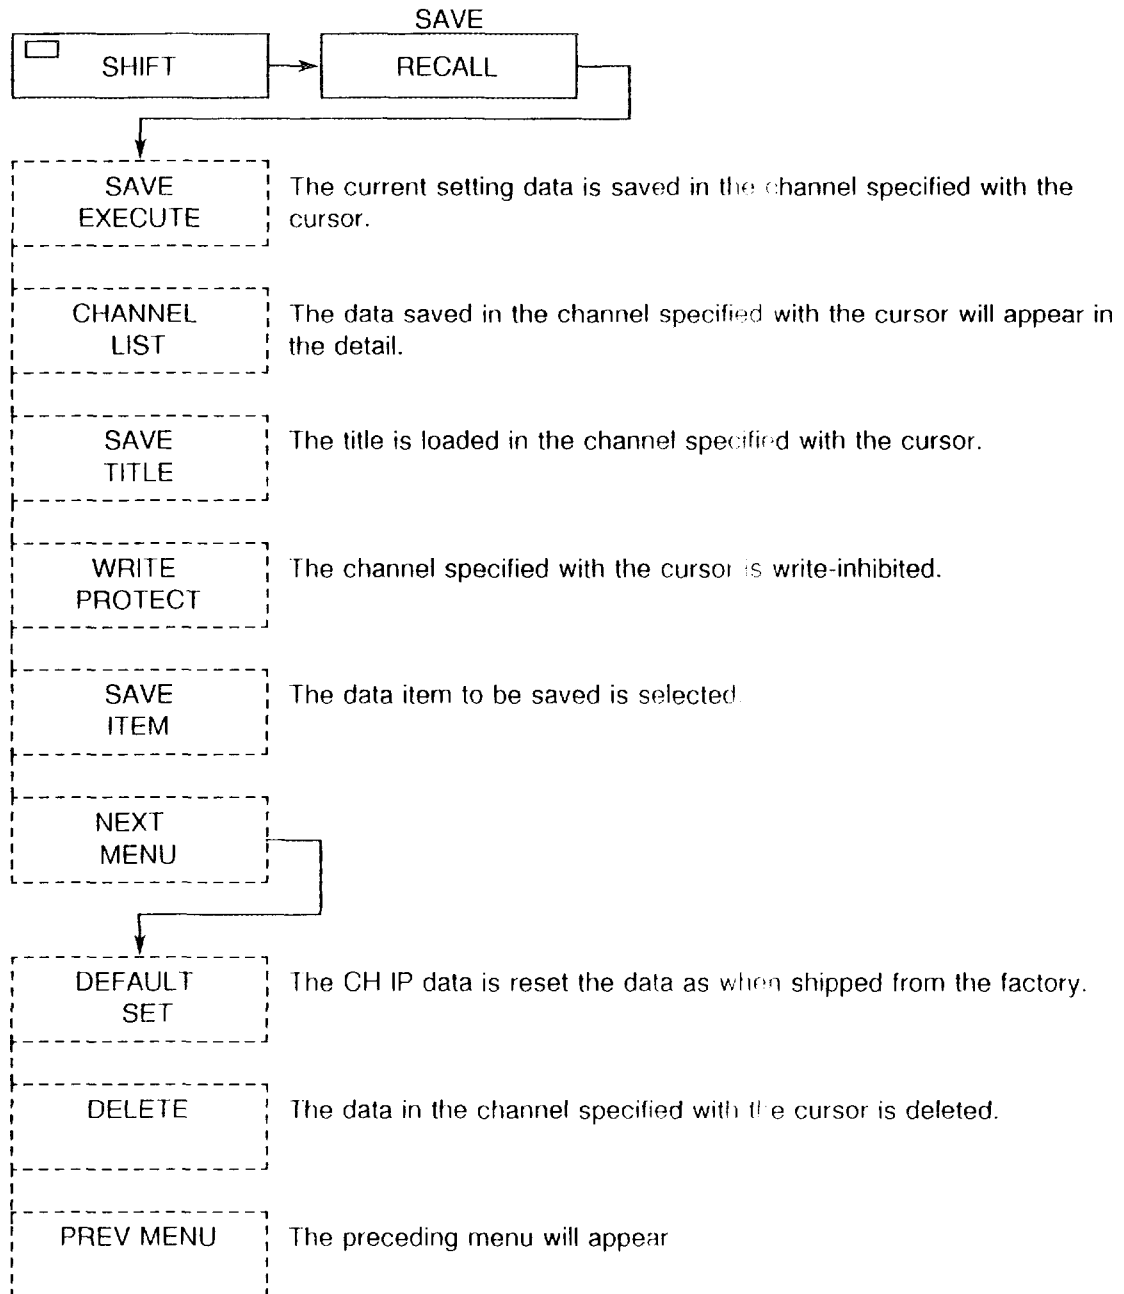 SAVE
SHIFT
RECALL
SAVE
EXECUTE
The current setting data is saved in the channel specified with the
cursor.
CHANNEL
LIST
The data saved in the channel specified with the cursor will appear in
the detail.
SAVE
TITLE
The title is loaded in the channel specified with the cursor.
WRITE
PROTECT
The channel specified with the cursor is write-inhibited.
SAVE
ITEM
The data item to be saved is selected.
NEXT
MENU
DEFAULT
SET
The CH IP data is reset the data as when shipped from the factory.
DELETE
The data in the channel specified with the cursor is deleted.
PREV MENU
The preceding menu will appear